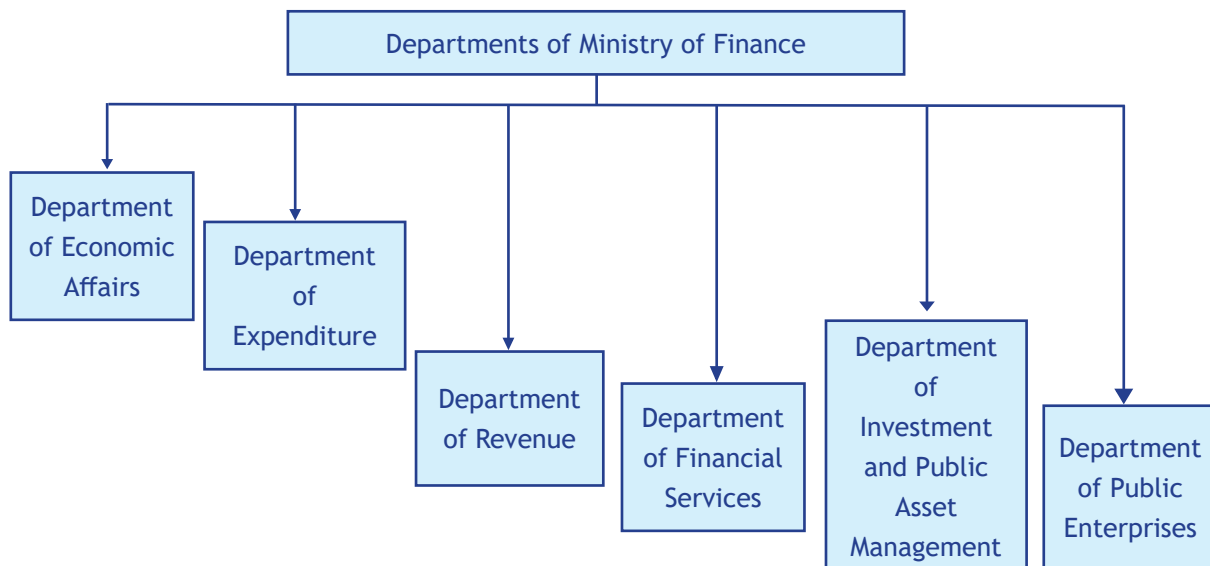 Departments of Ministry of Finance
Department
of Economic
Affairs
Department
of
Expenditure
Department
of Revenue
Department
of Financial
Services
Department
of
Investment
and Public
Asset
Management
Department
of Public
Enterprises